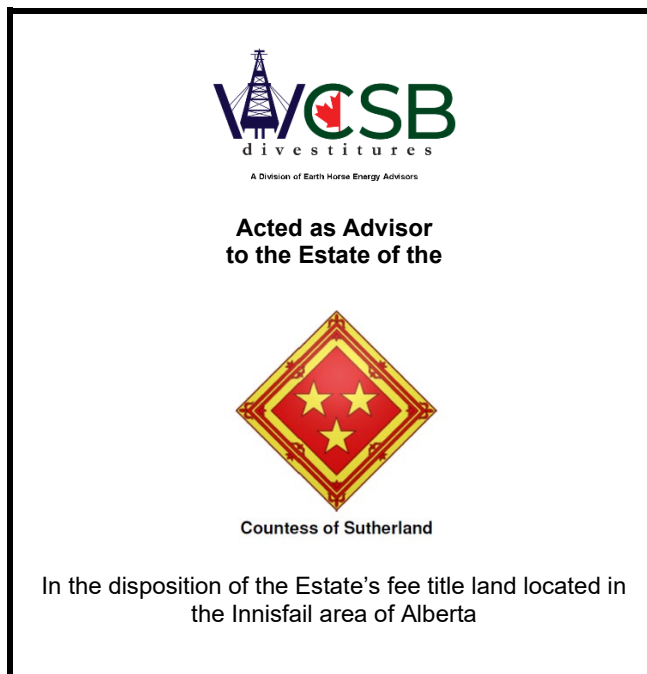 WCSB
divestitures
A Division of Earth Horse Energy Advisors
Acted as Advisor
to the Estate of the
Countess of Sutherland
In the disposition of the Estate's fee title land located in
the Innisfail area of Alberta